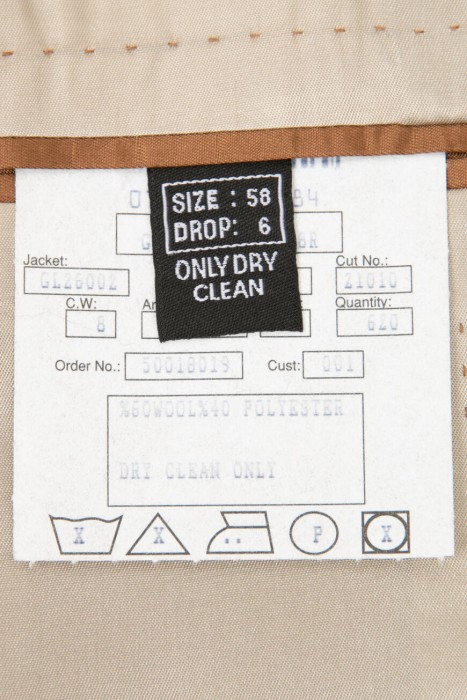 SIZE : 58
DROP: 6
ONLY DRY
CLEAN
84
Jacket:
Cut No.:
GL26002
21010
C.W:
Quantity:
8
620
Order No.: 50018019 Cust: 001
%60WOOL%40 POLYESTER
DRY CLEAN ONLY
X X P X